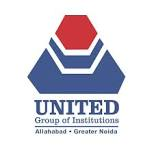 UNITED
Group of Institutions
Allahabad • Greater Noida